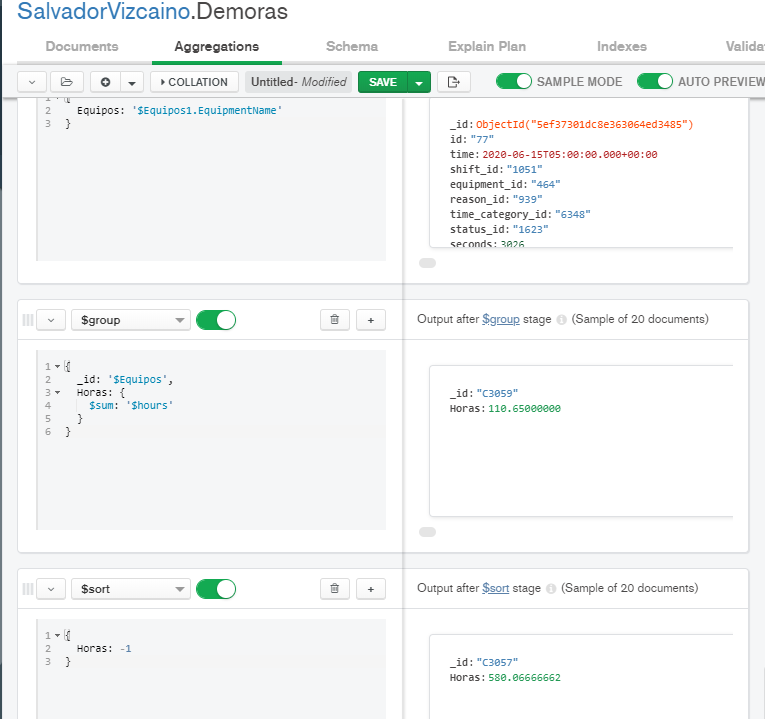 SalvadorVizcaino.Demoras
Documents Aggregations Schema Explain Plan Indexes Valida
COLLATION Untitled- Modified SAVE SAMPLE MODE AUTO PREVIEW
1 {
2 Equipos: '$Equipos1.EquipmentName'
3 }
_id: ObjectId("5ef37301dc8e363064ed3485")
id: "77"
time: 2020-06-15T05:00:00.000+00:00
shift_id: "1051"
equipment_id: "464"
reason_id: "939"
time_category_id: "6348"
status_id: "1623"
seconds: 3026
$group
Output after $group stage (Sample of 20 documents)
1 {
2 _id: '$Equipos',
3 Horas: {
4 $sum: '$hours'
5 }
6 }
_id: "C3059"
Horas: 110.65000000
$sort
Output after $sort stage (Sample of 20 documents)
1 {
2 Horas: -1
3 }
_id: "C3057"
Horas: 580.06666662